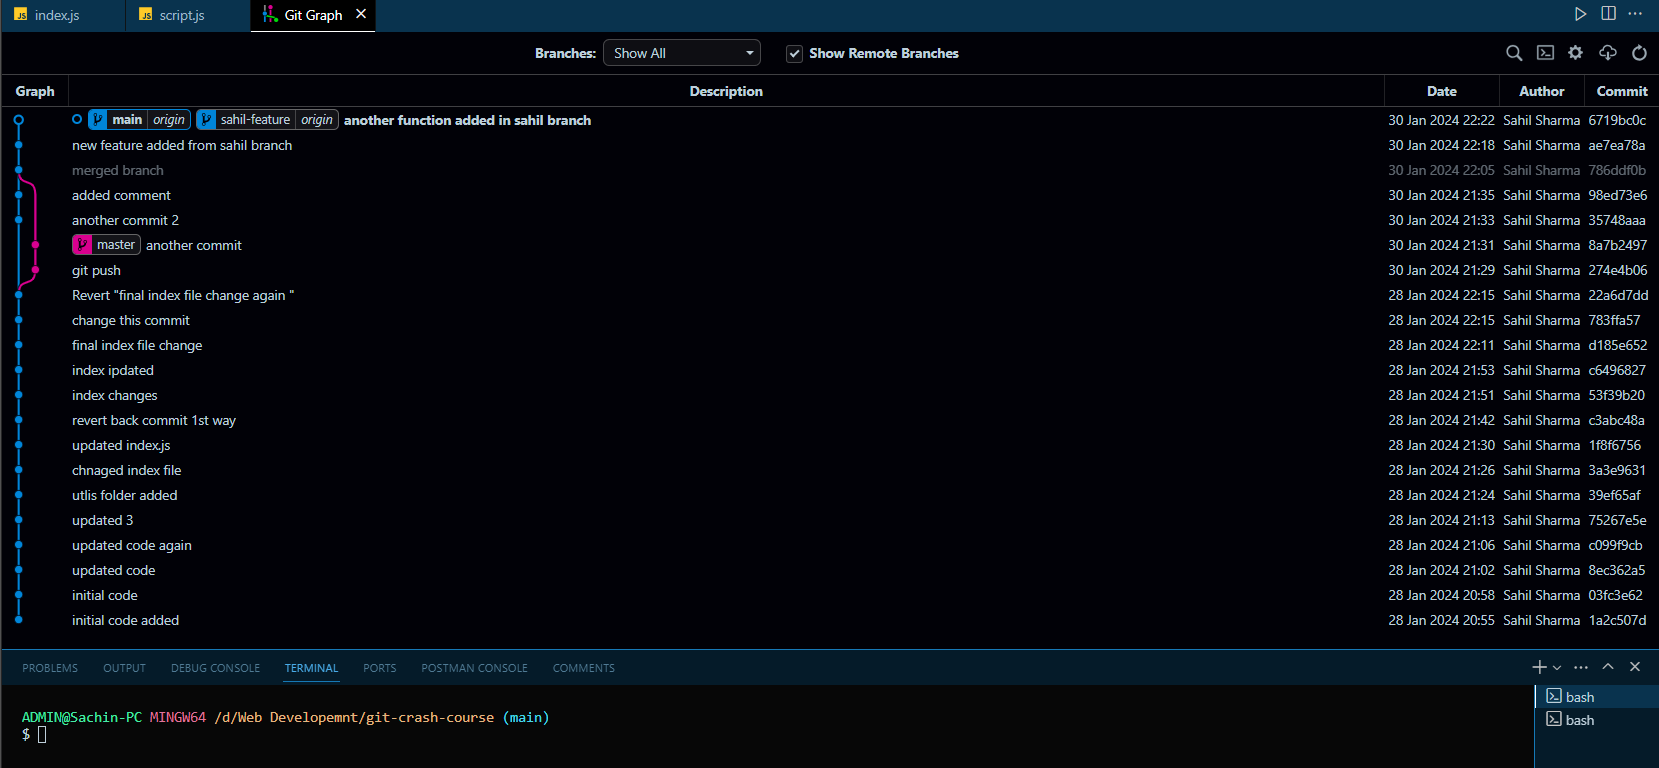 index.js script.js Git Graph
Branches: Show All Show Remote Branches
Graph Description Date Author Commit
main origin sahil-feature origin another function added in sahil branch 30 Jan 2024 22:22 Sahil Sharma 6719bc0c
new feature added from sahil branch 30 Jan 2024 22:18 Sahil Sharma ae7ea78a
merged branch 30 Jan 2024 22:05 Sahil Sharma 786ddf0b
added comment 30 Jan 2024 21:35 Sahil Sharma 98ed73e6
another commit 2 30 Jan 2024 21:33 Sahil Sharma 35748aaa
master another commit 30 Jan 2024 21:31 Sahil Sharma 8a7b2497
git push 30 Jan 2024 21:29 Sahil Sharma 274e4b06
Revert "final index file change again " 28 Jan 2024 22:15 Sahil Sharma 22a6d7dd
change this commit 28 Jan 2024 22:15 Sahil Sharma 783ffa57
final index file change 28 Jan 2024 22:11 Sahil Sharma d185e652
index ipdated 28 Jan 2024 21:53 Sahil Sharma c6496827
index changes 28 Jan 2024 21:51 Sahil Sharma 53f39b20
revert back commit 1st way 28 Jan 2024 21:42 Sahil Sharma c3abc48a
updated index.js 28 Jan 2024 21:30 Sahil Sharma 1f8f6756
chnaged index file 28 Jan 2024 21:26 Sahil Sharma 3a3e9631
utlis folder added 28 Jan 2024 21:24 Sahil Sharma 39ef65af
updated 3 28 Jan 2024 21:13 Sahil Sharma 75267e5e
updated code again 28 Jan 2024 21:06 Sahil Sharma c099f9cb
updated code 28 Jan 2024 21:02 Sahil Sharma 8ec362a5
initial code 28 Jan 2024 20:58 Sahil Sharma 03fc3e62
initial code added 28 Jan 2024 20:55 Sahil Sharma 1a2c507d
PROBLEMS OUTPUT DEBUG CONSOLE TERMINAL PORTS POSTMAN CONSOLE COMMENTS
ADMIN@Sachin-PC MINGW64 /d/Web Developemnt/git-crash-course (main)
$
bash
bash